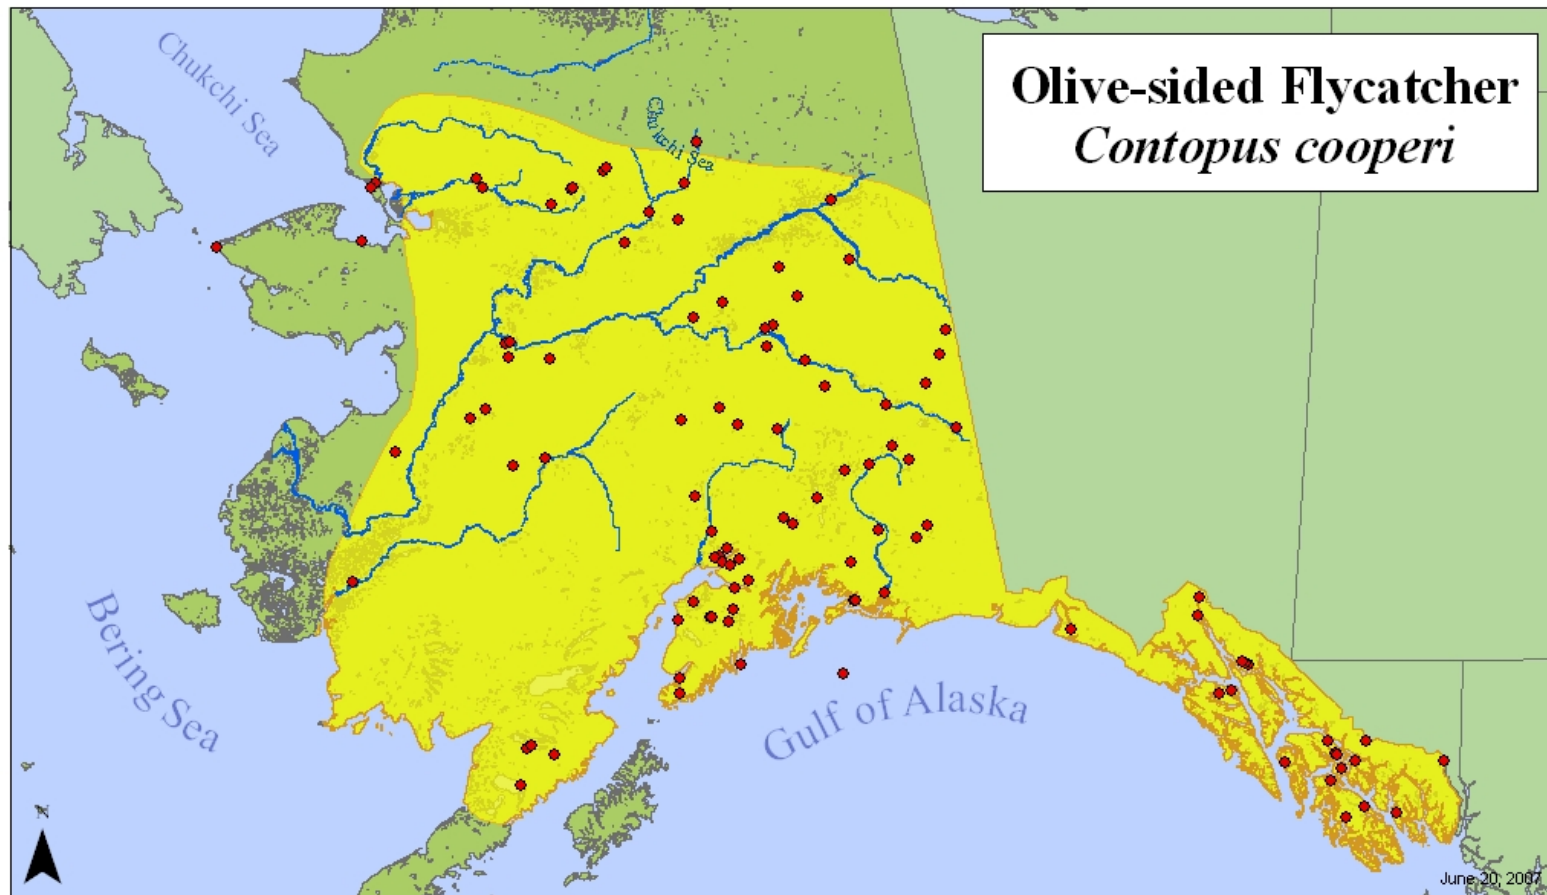 Chukchi Sea
Olive-sided Flycatcher
Contopus cooperi
Chukchi Sea
Bering Sea
Gulf of Alaska
N
June 20, 2007